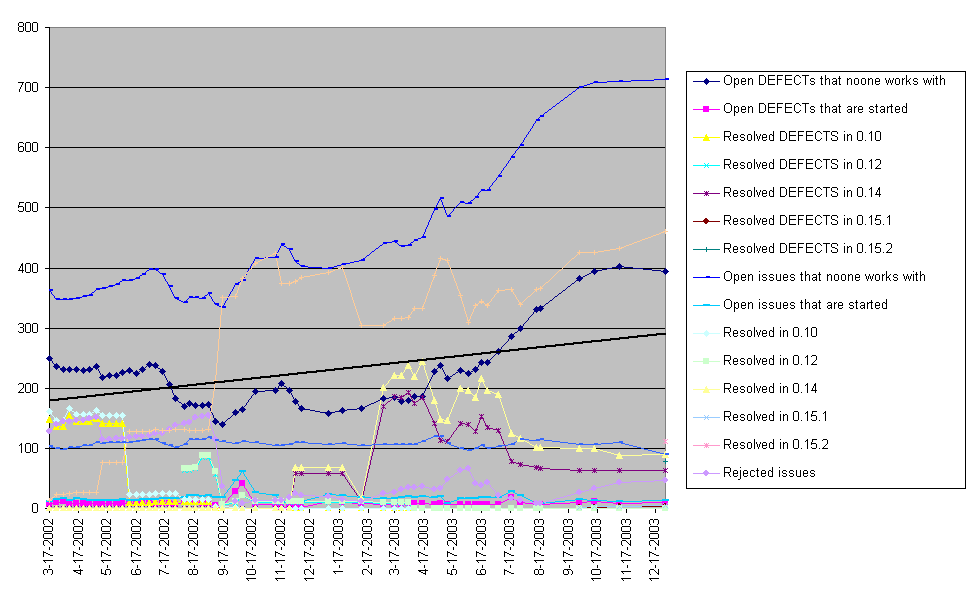 800
700
600
500
400
300
200
100
0
3-17-2002
4-17-2002
5-17-2002
6-17-2002
7-17-2002
8-17-2002
9-17-2002
10-17-2002
11-17-2002
12-17-2002
1-17-2003
2-17-2003
3-17-2003
4-17-2003
5-17-2003
6-17-2003
7-17-2003
8-17-2003
9-17-2003
10-17-2003
11-17-2003
12-17-2003
Open DEFECTs that noone works with
Open DEFECTs that are started
Resolved DEFECTS in 0.10
Resolved DEFECTS in 0.12
Resolved DEFECTS in 0.14
Resolved DEFECTS in 0.15.1
Resolved DEFECTS in 0.15.2
Open issues that noone works with
Open issues that are started
Resolved in 0.10
Resolved in 0.12
Resolved in 0.14
Resolved in 0.15.1
Resolved in 0.15.2
Rejected issues